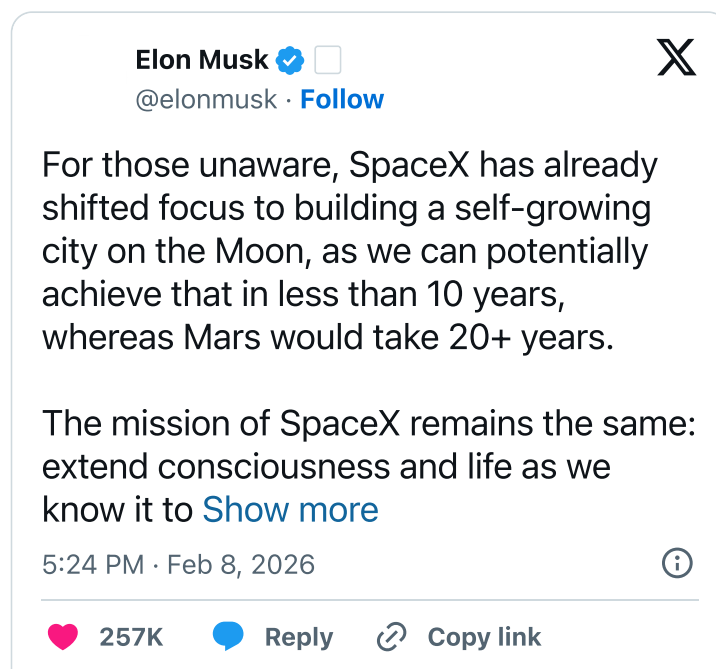 Elon Musk
@elonmusk · Follow
For those unaware, SpaceX has already
shifted focus to building a self-growing
city on the Moon, as we can potentially
achieve that in less than 10 years,
whereas Mars would take 20+ years.
The mission of SpaceX remains the same:
extend consciousness and life as we
know it to Show more
5:24 PM · Feb 8, 2026
257K Reply Copy link